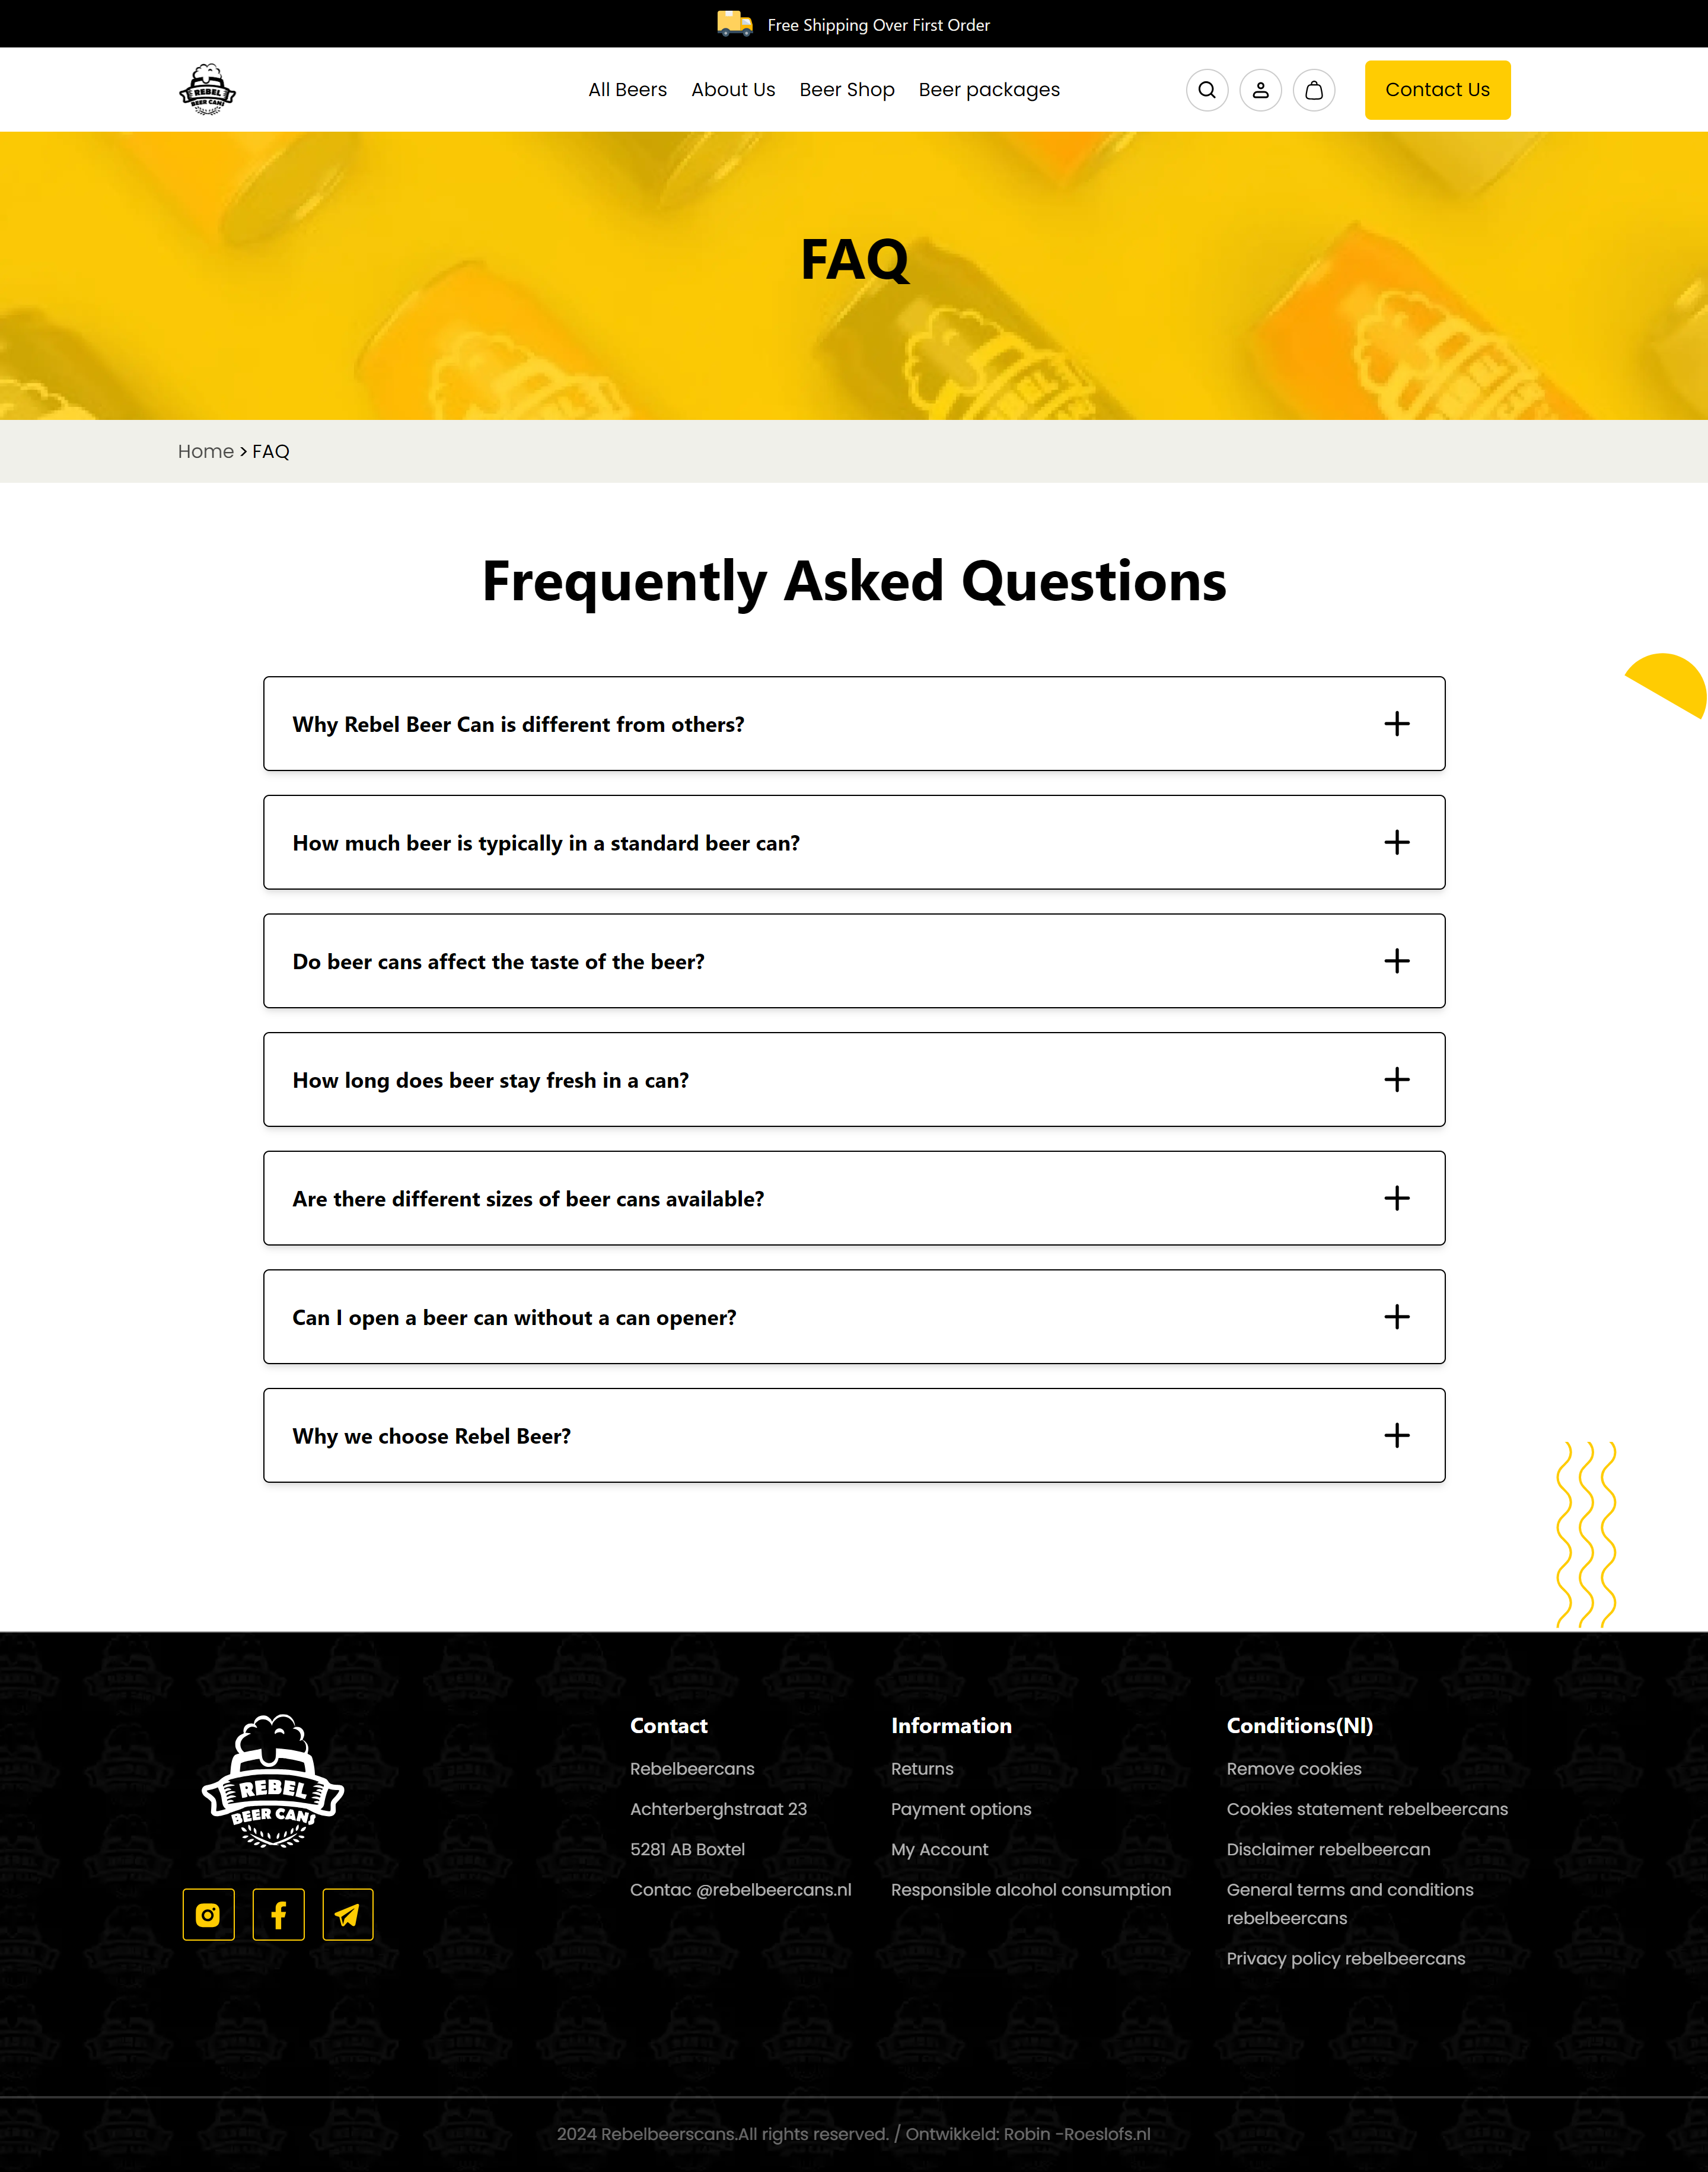 Free Shipping Over First Order
REBEL
BEER CANS
All Beers
About Us
Beer Shop
Beer packages
Contact Us
FAQ
Home > FAQ
Frequently Asked Questions
Why Rebel Beer Can is different from others?
How much beer is typically in a standard beer can?
Do beer cans affect the taste of the beer?
How long does beer stay fresh in a can?
Are there different sizes of beer cans available?
Can I open a beer can without a can opener?
Why we choose Rebel Beer?
REBEL
BEER CANS
Contact
Rebelbeercans
Achterberghstraat 23
5281 AB Boxtel
Contac @rebelbeercans.nl
Information
Returns
Payment options
My Account
Responsible alcohol consumption
Conditions(Nl)
Remove cookies
Cookies statement rebelbeercans
Disclaimer rebelbeercan
General terms and conditions
rebelbeercans
Privacy policy rebelbeercans
2024 Rebelbeerscans.All rights reserved. / Ontwikkeld: Robin -Roeslofs.nl